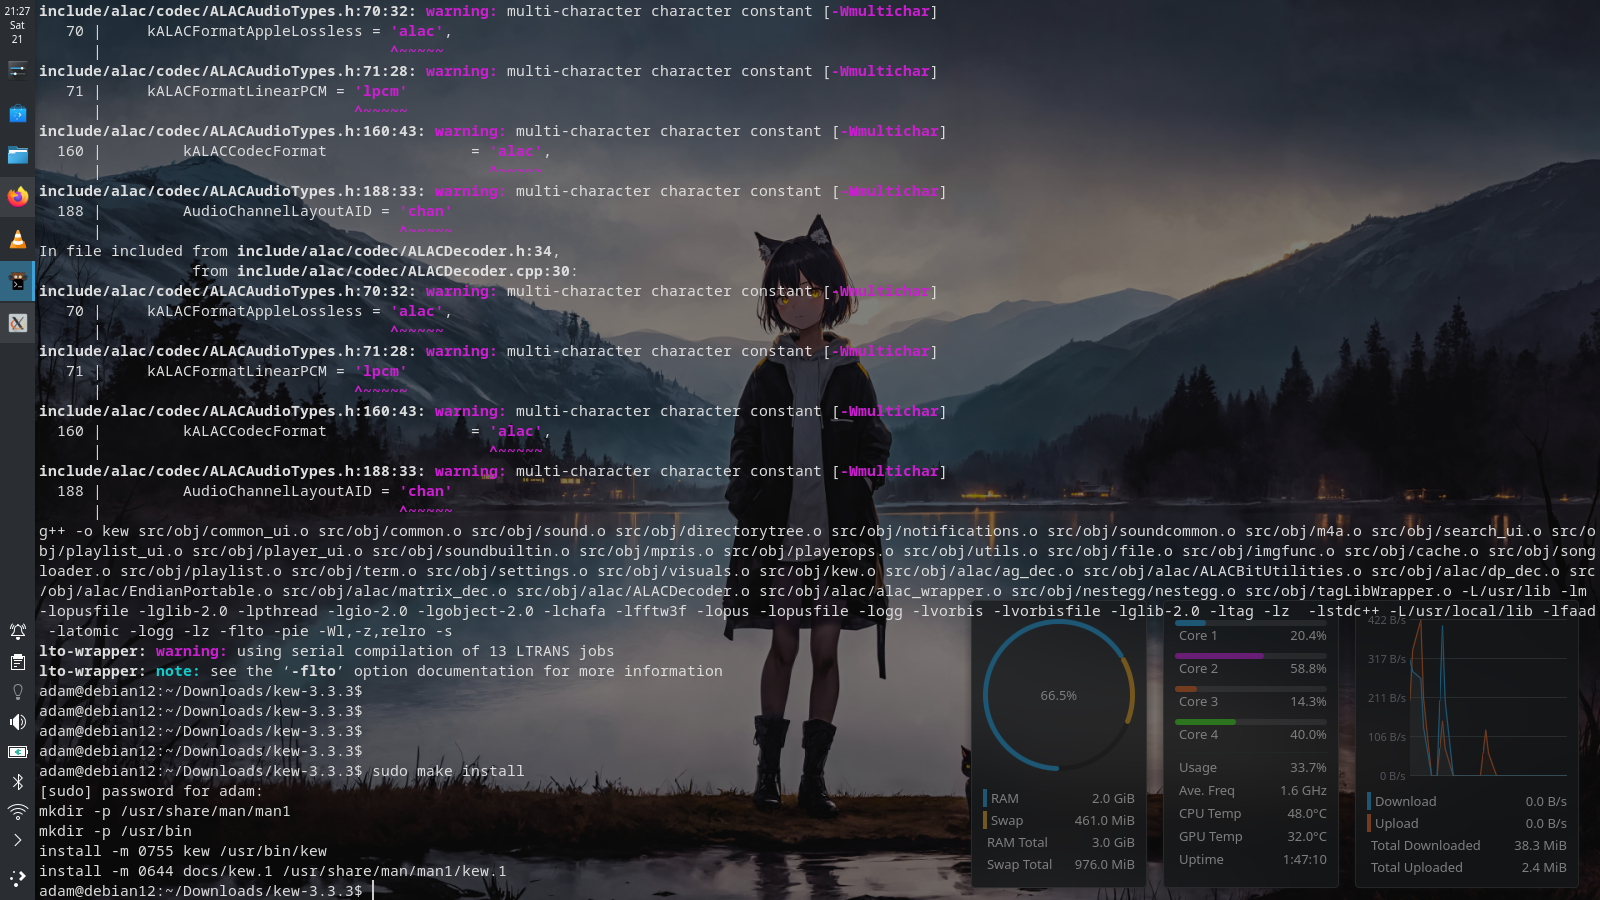 21:27
Sat
21
include/alac/codec/ALACAudioTypes.h:70:32: warning: multi-character character constant [-Wmultichar]
   70 |     kALACFormatAppleLossless = 'alac',
      |                                ^~~~~~
include/alac/codec/ALACAudioTypes.h:71:28: warning: multi-character character constant [-Wmultichar]
   71 |     kALACFormatLinearPCM = 'lpcm'
      |                            ^~~~~~
include/alac/codec/ALACAudioTypes.h:160:43: warning: multi-character character constant [-Wmultichar]
  160 |         kALACCodecFormat                = 'alac',
      |                                           ^~~~~~
include/alac/codec/ALACAudioTypes.h:188:33: warning: multi-character character constant [-Wmultichar]
  188 |         AudioChannelLayoutAID = 'chan'
      |                                 ^~~~~~
In file included from include/alac/codec/ALACDecoder.h:34,
                 from include/alac/codec/ALACDecoder.cpp:30:
include/alac/codec/ALACAudioTypes.h:70:32: warning: multi-character character constant [-Wmultichar]
   70 |     kALACFormatAppleLossless = 'alac',
      |                                ^~~~~~
include/alac/codec/ALACAudioTypes.h:71:28: warning: multi-character character constant [-Wmultichar]
   71 |     kALACFormatLinearPCM = 'lpcm'
      |                            ^~~~~~
include/alac/codec/ALACAudioTypes.h:160:43: warning: multi-character character constant [-Wmultichar]
  160 |         kALACCodecFormat                = 'alac',
      |                                           ^~~~~~
include/alac/codec/ALACAudioTypes.h:188:33: warning: multi-character character constant [-Wmultichar]
  188 |         AudioChannelLayoutAID = 'chan'
      |                                 ^~~~~~
g++ -o kew src/obj/common_ui.o src/obj/common.o src/obj/sound.o src/obj/directorytree.o src/obj/notifications.o src/obj/soundcommon.o src/obj/m4a.o src/obj/search_ui.o src/o
bj/playlist_ui.o src/obj/player_ui.o src/obj/soundbuiltin.o src/obj/mpris.o src/obj/playerops.o src/obj/utils.o src/obj/file.o src/obj/imgfunc.o src/obj/cache.o src/obj/song
loader.o src/obj/playlist.o src/obj/term.o src/obj/settings.o src/obj/visuals.o src/obj/kew.o src/obj/alac/ag_dec.o src/obj/alac/ALACBitUtilities.o src/obj/alac/dp_dec.o src
/obj/alac/EndianPortable.o src/obj/alac/matrix_dec.o src/obj/alac/ALACDecoder.o src/obj/alac/alac_wrapper.o src/obj/nestegg/nestegg.o src/obj/tagLibWrapper.o -L/usr/lib -lm 
-lopusfile -lglib-2.0 -lpthread -lgio-2.0 -lgobject-2.0 -lchafa -lfftw3f -lopus -lopusfile -logg -lvorbis -lvorbisfile -lglib-2.0 -ltag -lz  -lstdc++ -L/usr/local/lib -lfaad
 -latomic -logg -lz -flto -pie -Wl,-z,relro -s
lto-wrapper: warning: using serial compilation of 13 LTRANS jobs
lto-wrapper: note: see the ‘-flto’ option documentation for more information
adam@debian12:~/Downloads/kew-3.3.3$
adam@debian12:~/Downloads/kew-3.3.3$
adam@debian12:~/Downloads/kew-3.3.3$
adam@debian12:~/Downloads/kew-3.3.3$
adam@debian12:~/Downloads/kew-3.3.3$ sudo make install
[sudo] password for adam:
mkdir -p /usr/share/man/man1
mkdir -p /usr/bin
install -m 0755 kew /usr/bin/kew
install -m 0644 docs/kew.1 /usr/share/man/man1/kew.1
adam@debian12:~/Downloads/kew-3.3.3$
66.5%
RAM 2.0 GiB
Swap 461.0 MiB
RAM Total 3.0 GiB
Swap Total 976.0 MiB
Core 1 20.4%
Core 2 58.8%
Core 3 14.3%
Core 4 40.0%
Usage 33.7%
Ave. Freq 1.6 GHz
CPU Temp 48.0°C
GPU Temp 32.0°C
Uptime 1:47:10
422 B/s
317 B/s
211 B/s
106 B/s
0 B/s
Download 0.0 B/s
Upload 0.0 B/s
Total Downloaded 38.3 MiB
Total Uploaded 2.4 MiB